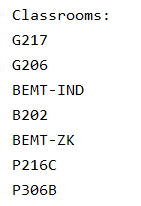 Classrooms:
G217
G206
BEMT-IND
B202
BEMT-ZK
P216C
P306B